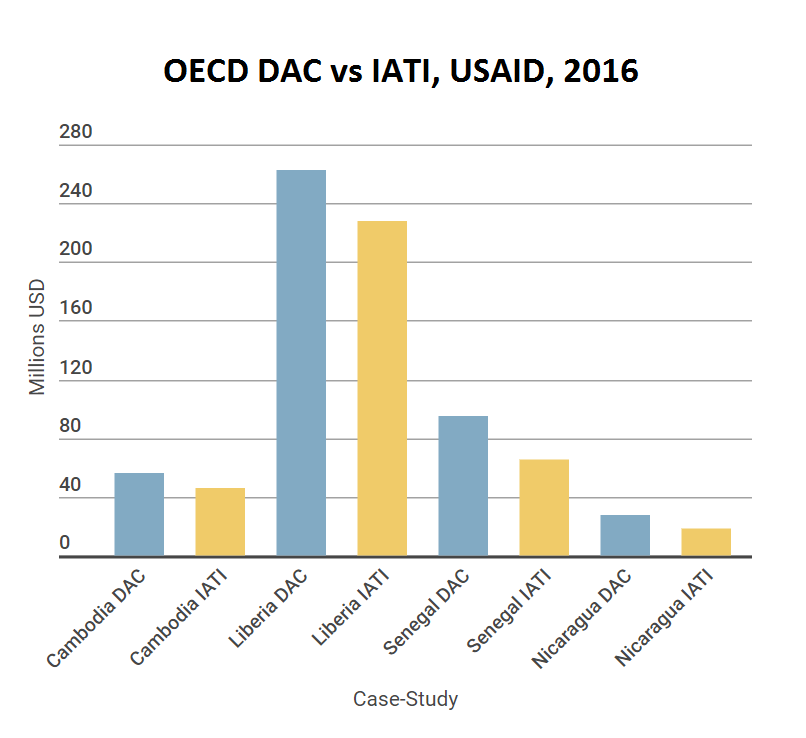 OECD DAC vs IATI, USAID, 2016
280
240
200
160
120
80
40
0
Millions USD
Cambodia DAC
Cambodia IATI
Liberia DAC
Liberia IATI
Senegal DAC
Senegal IATI
Nicaragua DAC
Nicaragua IATI
Case-Study